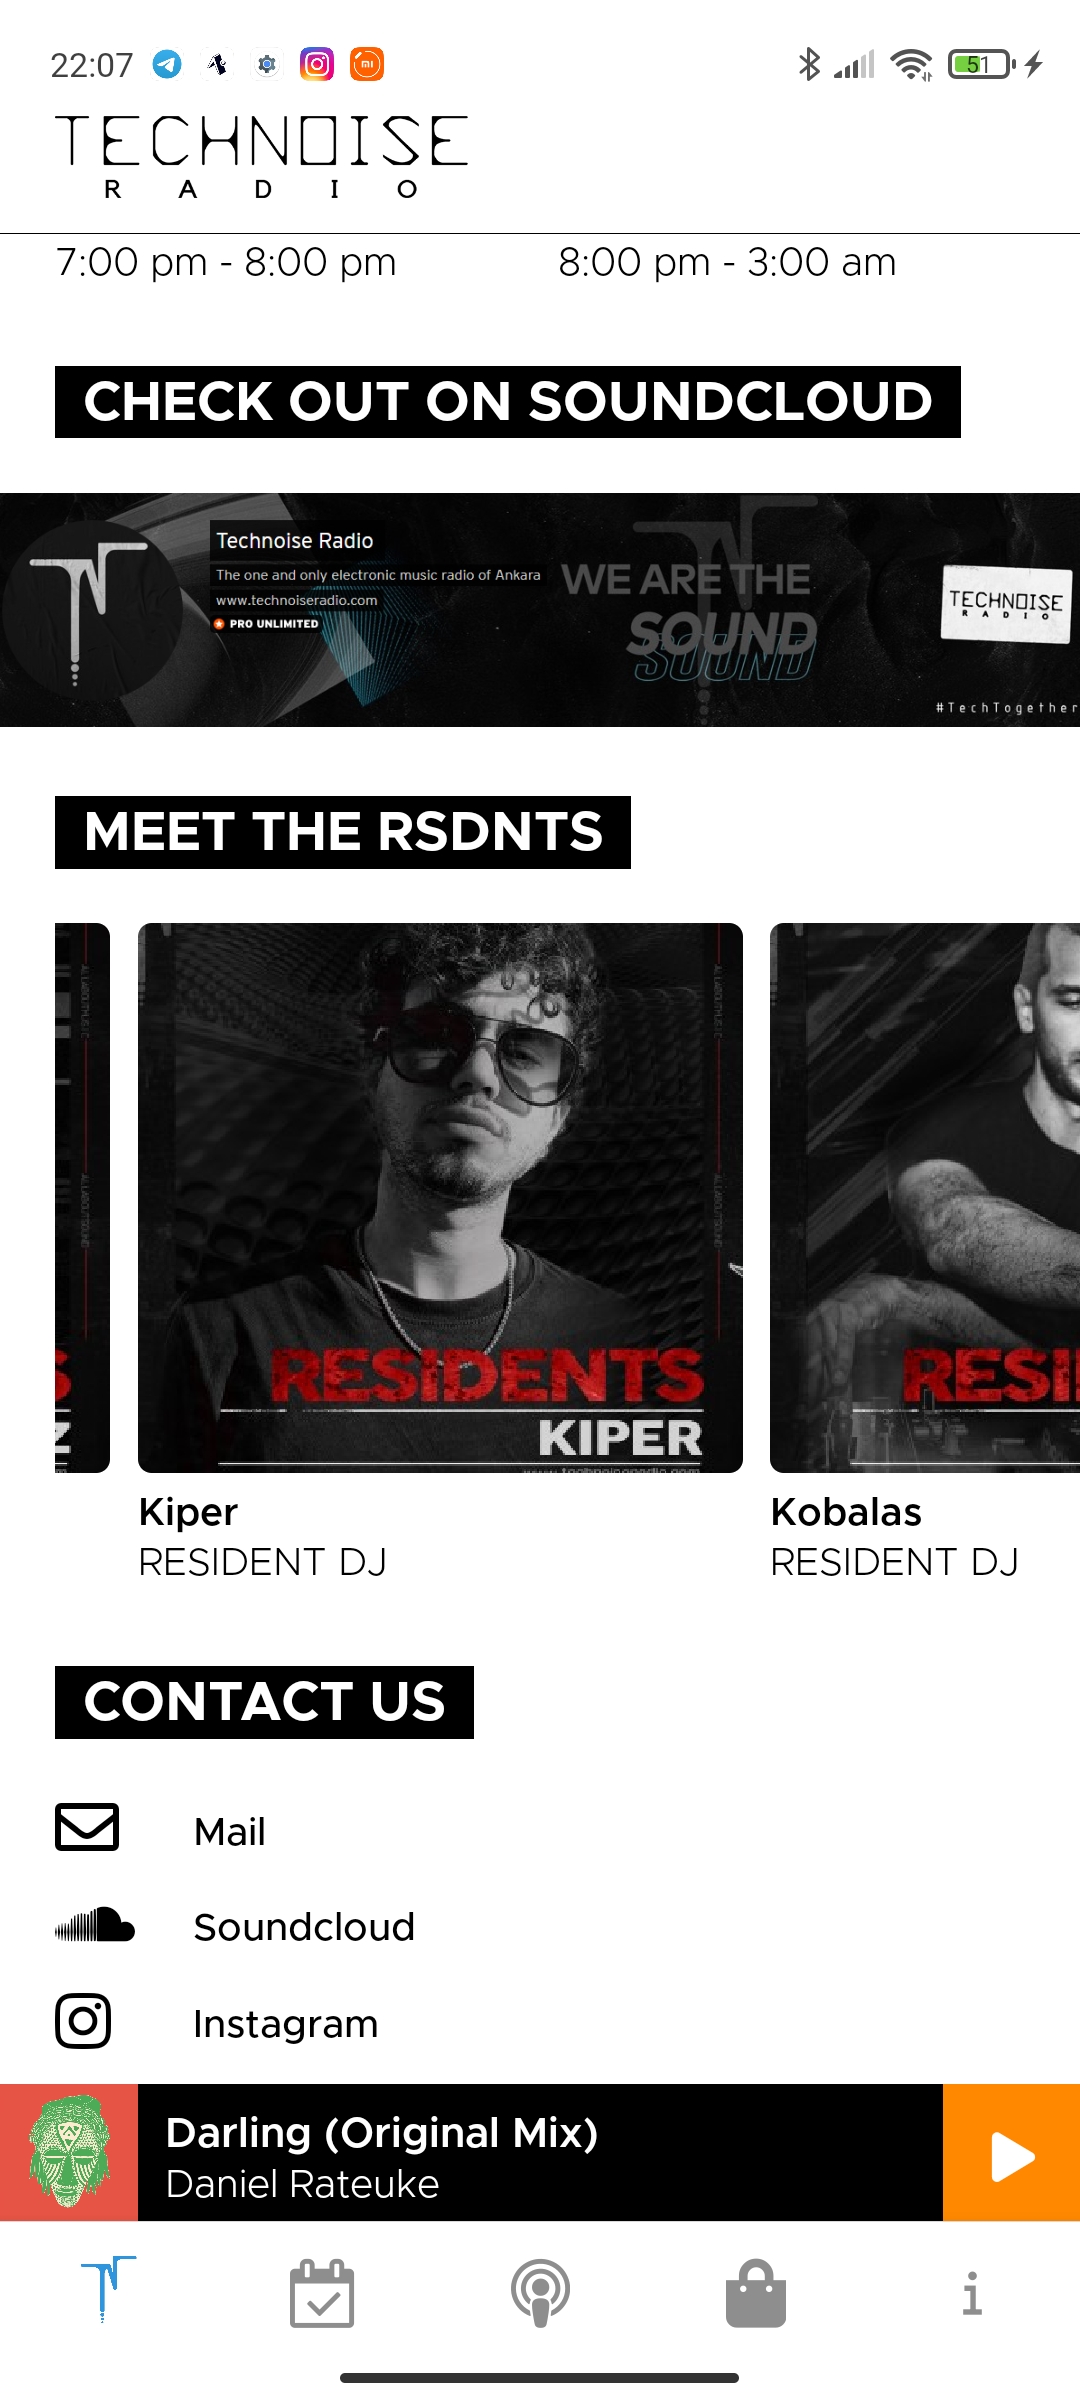 22:07
51
TECHNOISE
RADIO
7:00 pm - 8:00 pm
8:00 pm - 3:00 am
CHECK OUT ON SOUNDCLOUD
Technoise Radio
The one and only electronic music radio of Ankara
www.technoiseradio.com
PRO UNLIMITED
WE ARE THE
SOUND
SOUND
TECHNOISE
RADIO
#TechTogether
MEET THE RSDNTS
RESIDENTS
KIPER
RESI
Kiper
RESIDENT DJ
Kobalas
RESIDENT DJ
CONTACT US
Mail
Soundcloud
Instagram
Darling (Original Mix)
Daniel Rateuke